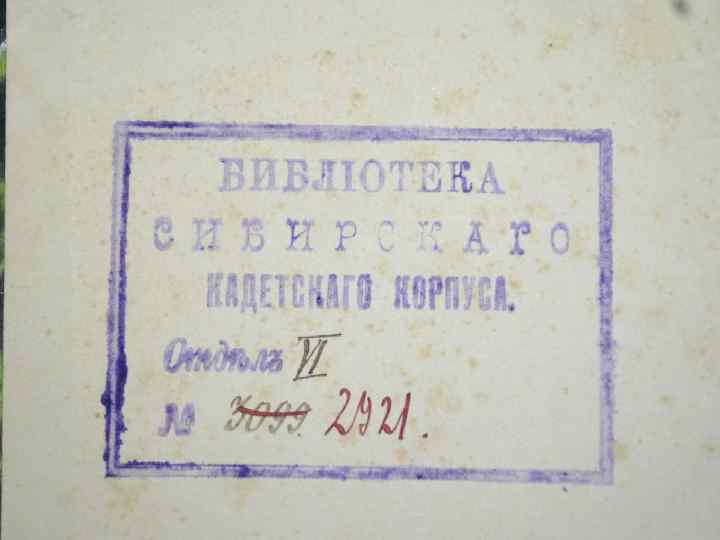 БИБЛІОТЕКА
СИБИРСКАГО
КАДЕТСКАГО КОРПУСА.
Отдѣлъ VI
№ 3099 2921.